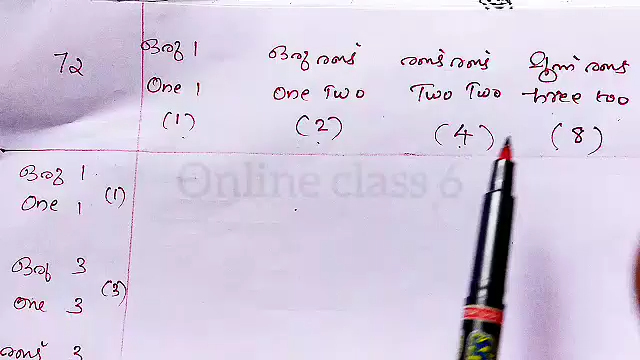 72
ഒരു 1 ഒരു രണ്ട് രണ്ട് രണ്ട് മൂന്ന് രണ്ട്
One 1 One Two Two Two three too
(1) (2) (4) (8)
ഒരു 1
One 1 (1)
Online class 6
ഒരു 3
One 3 (3)
രണ്ട് 3